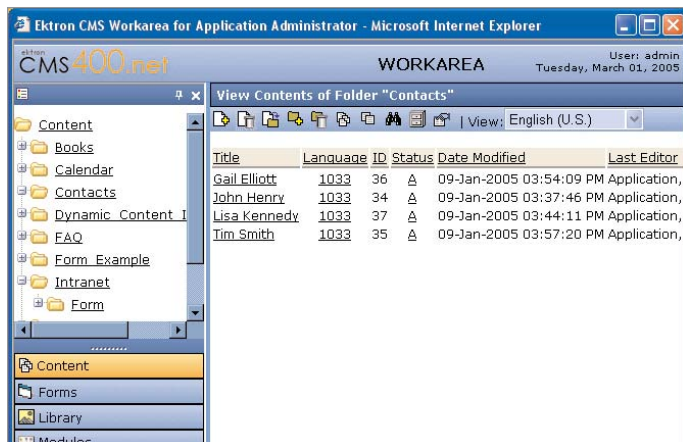 Ektron CMS Workarea for Application Administrator - Microsoft Internet Explorer
ektron
CMS400.net
WORKAREA
User: admin
Tuesday, March 01, 2005
View Contents of Folder "Contacts"
| View: English (U.S.)
Content
Books
Calendar
Contacts
Dynamic Content I
FAQ
Form Example
Intranet
Form
Title Language ID Status Date Modified Last Editor
Gail Elliott 1033 36 A 09-Jan-2005 03:54:09 PM Application,
John Henry 1033 34 A 09-Jan-2005 03:37:46 PM Application,
Lisa Kennedy 1033 37 A 09-Jan-2005 03:44:11 PM Application,
Tim Smith 1033 35 A 09-Jan-2005 03:57:20 PM Application,
Content
Forms
Library
Modules